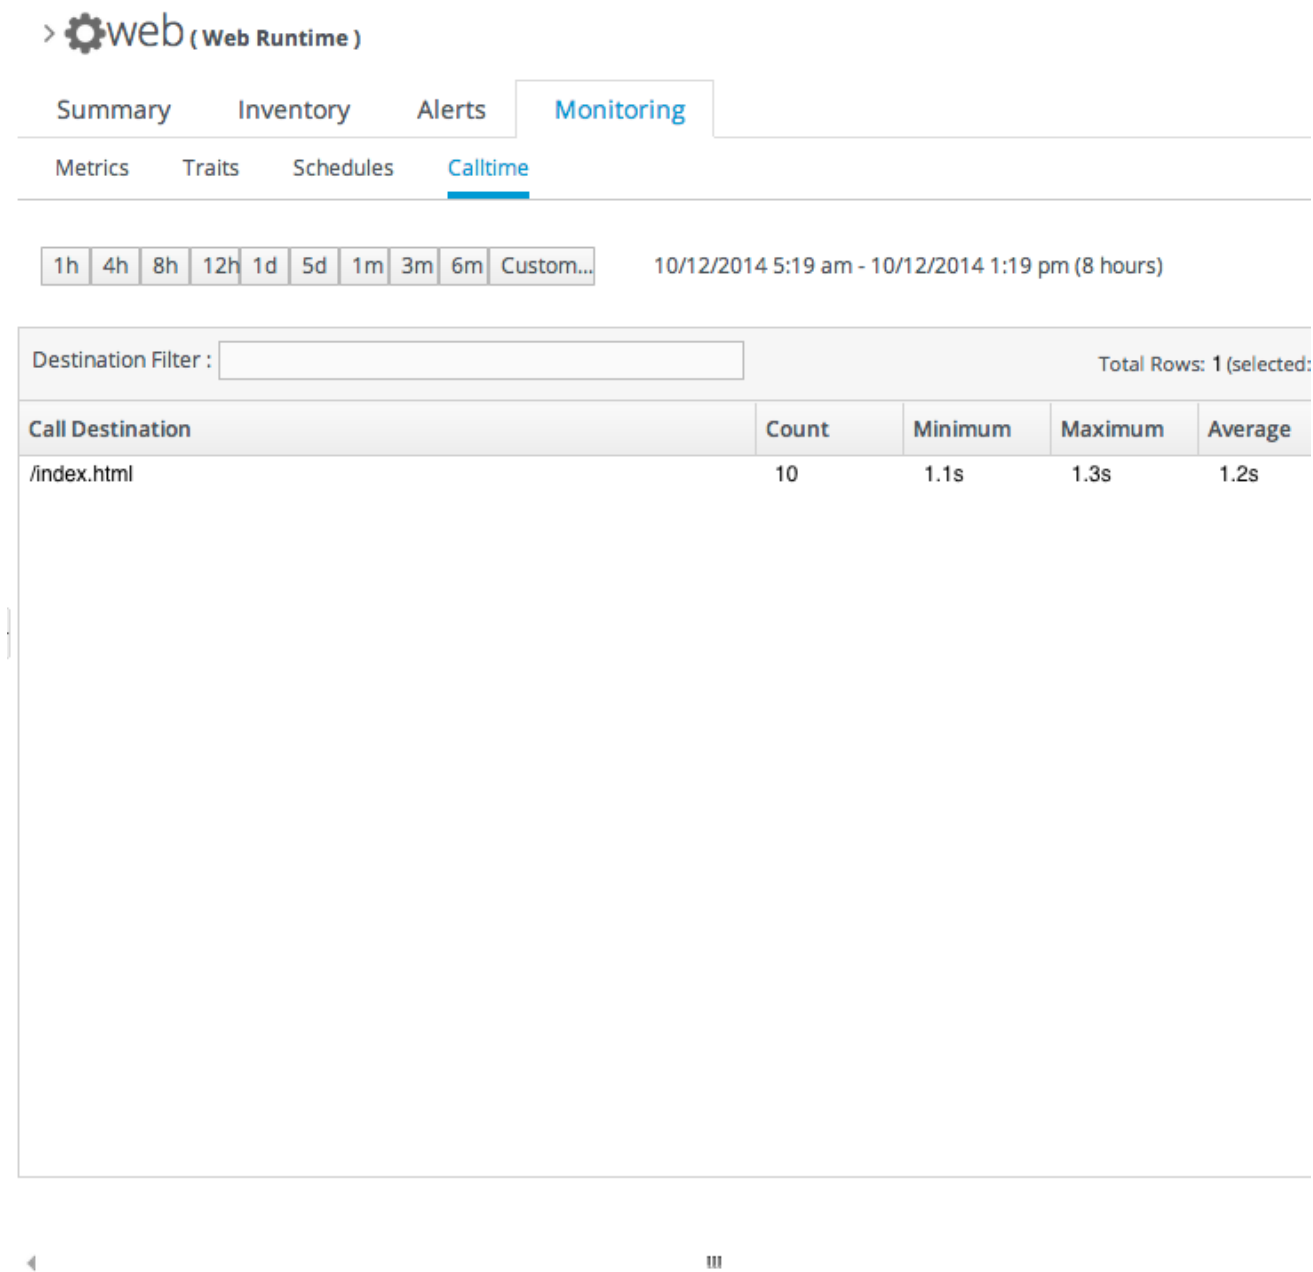 web ( Web Runtime )
Summary Inventory Alerts Monitoring
Metrics Traits Schedules Calltime
1h 4h 8h 12h 1d 5d 1m 3m 6m Custom... 10/12/2014 5:19 am - 10/12/2014 1:19 pm (8 hours)
Destination Filter : Total Rows: 1 (selected:
Call Destination Count Minimum Maximum Average
/index.html 10 1.1s 1.3s 1.2s